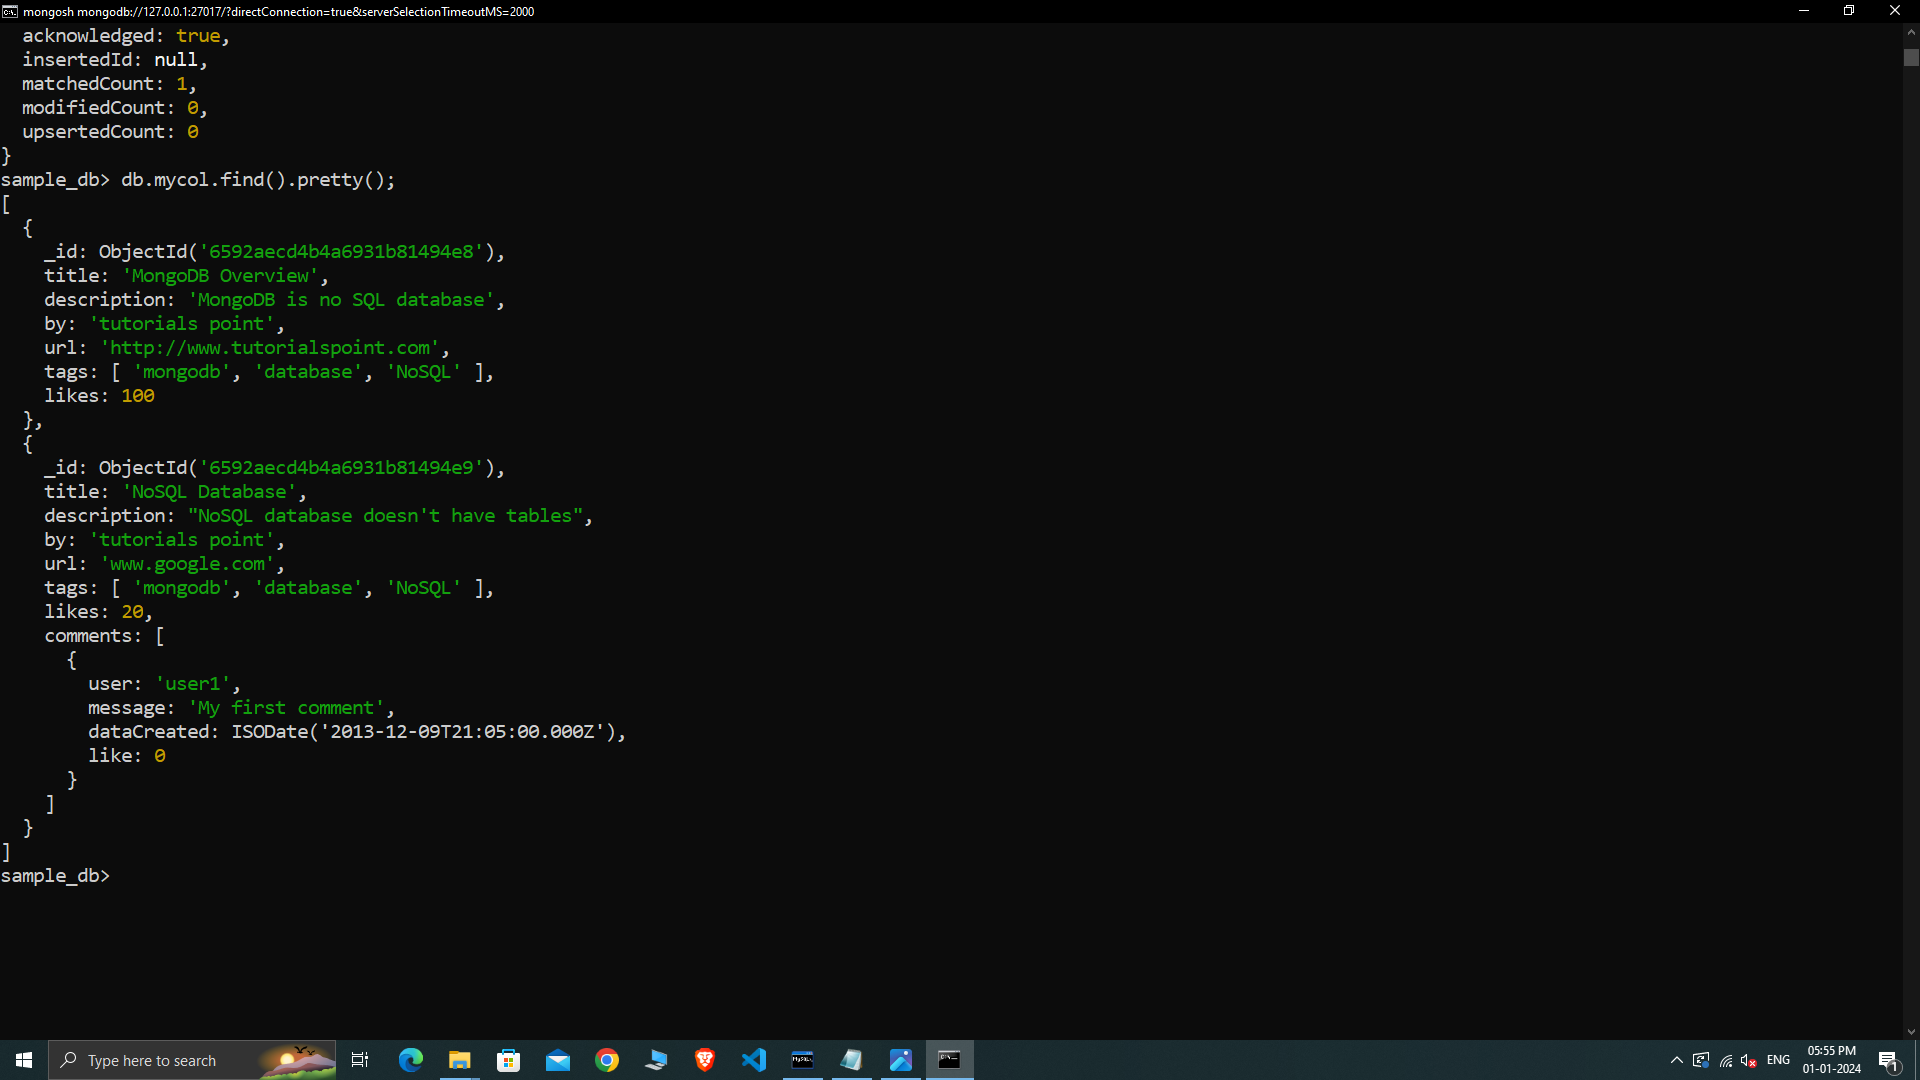 mongosh mongodb://127.0.0.1:27017/?directConnection=true&serverSelectionTimeoutMS=2000
  acknowledged: true,
  insertedId: null,
  matchedCount: 1,
  modifiedCount: 0,
  upsertedCount: 0
}
sample_db> db.mycol.find().pretty();
[
  {
    _id: ObjectId('6592aecd4b4a6931b81494e8'),
    title: 'MongoDB Overview',
    description: 'MongoDB is no SQL database',
    by: 'tutorials point',
    url: 'http://www.tutorialspoint.com',
    tags: [ 'mongodb', 'database', 'NoSQL' ],
    likes: 100
  },
  {
    _id: ObjectId('6592aecd4b4a6931b81494e9'),
    title: 'NoSQL Database',
    description: "NoSQL database doesn't have tables",
    by: 'tutorials point',
    url: 'www.google.com',
    tags: [ 'mongodb', 'database', 'NoSQL' ],
    likes: 20,
    comments: [
      {
        user: 'user1',
        message: 'My first comment',
        dataCreated: ISODate('2013-12-09T21:05:00.000Z'),
        like: 0
      }
    ]
  }
]
sample_db>
Type here to search
ENG
05:55 PM
01-01-2024
1